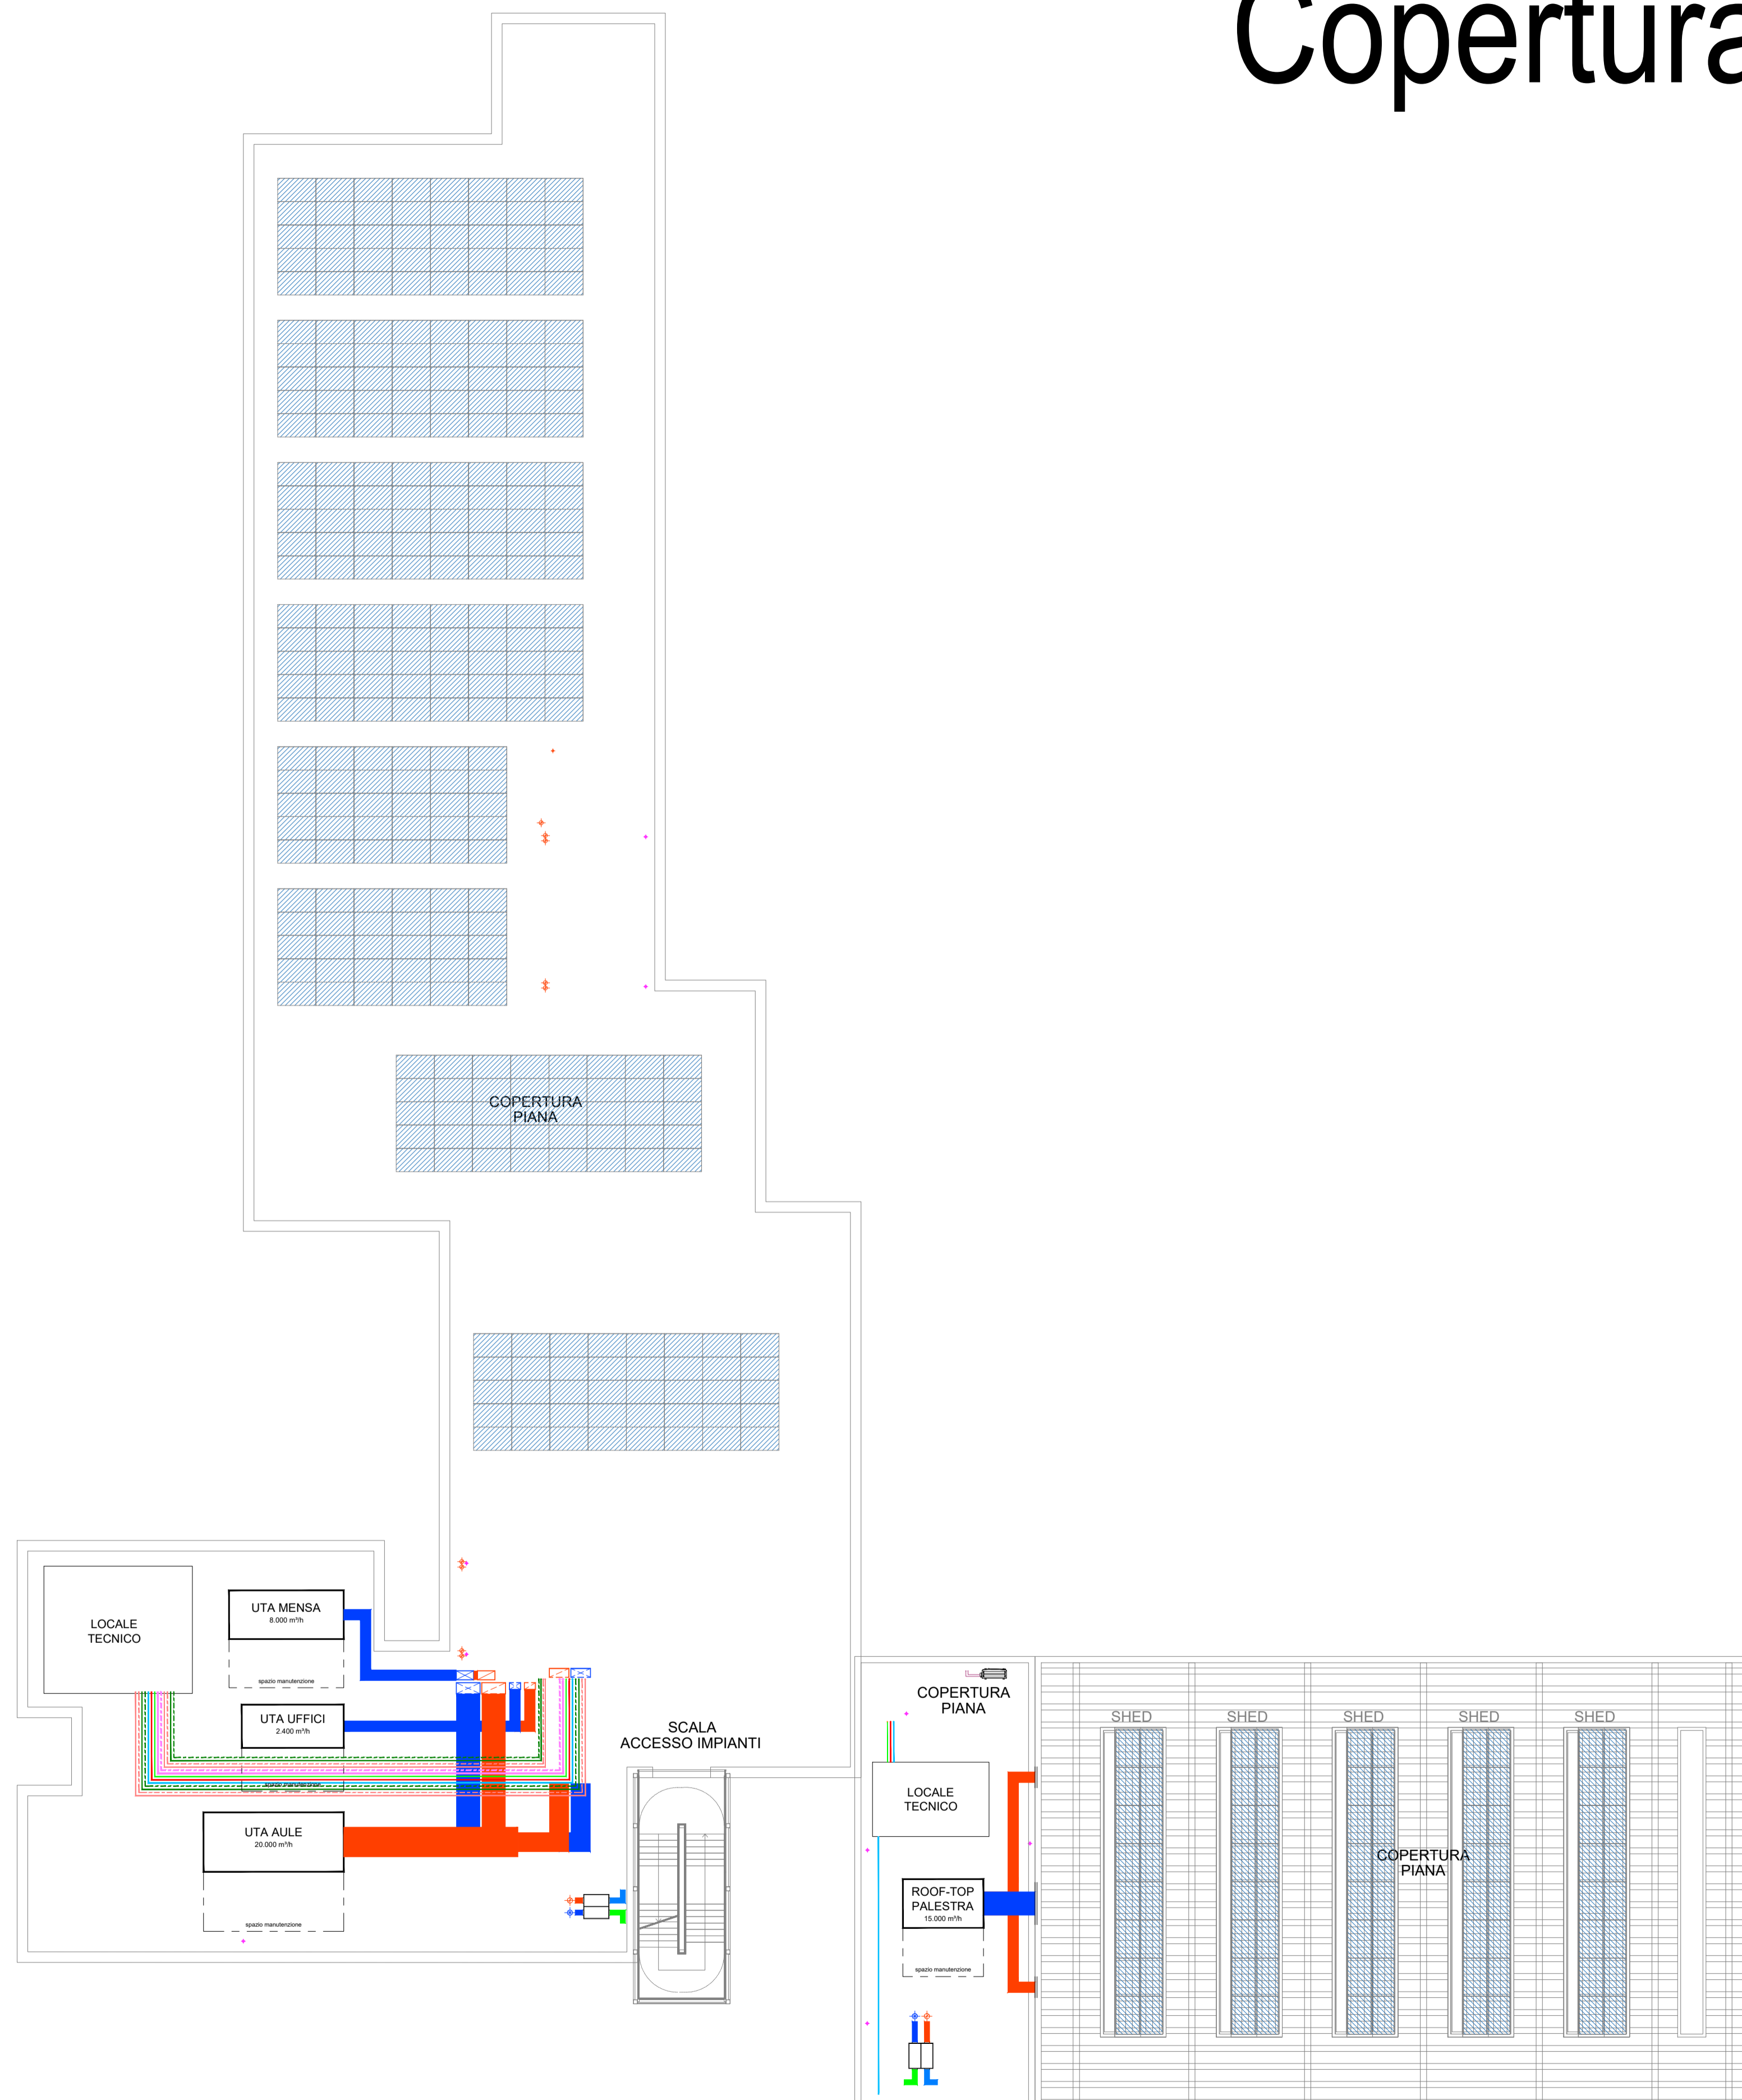 Copertura
COPERTURA
PIANA
LOCALE
TECNICO
UTA MENSA
8.000 m³/h
spazio manutenzione
UTA UFFICI
2.400 m³/h
spazio manutenzione
UTA AULE
20.000 m³/h
spazio manutenzione
SCALA
ACCESSO IMPIANTI
COPERTURA
PIANA
LOCALE
TECNICO
ROOF-TOP
PALESTRA
15.000 m³/h
spazio manutenzione
SHED
SHED
SHED
SHED
SHED
COPERTURA
PIANA